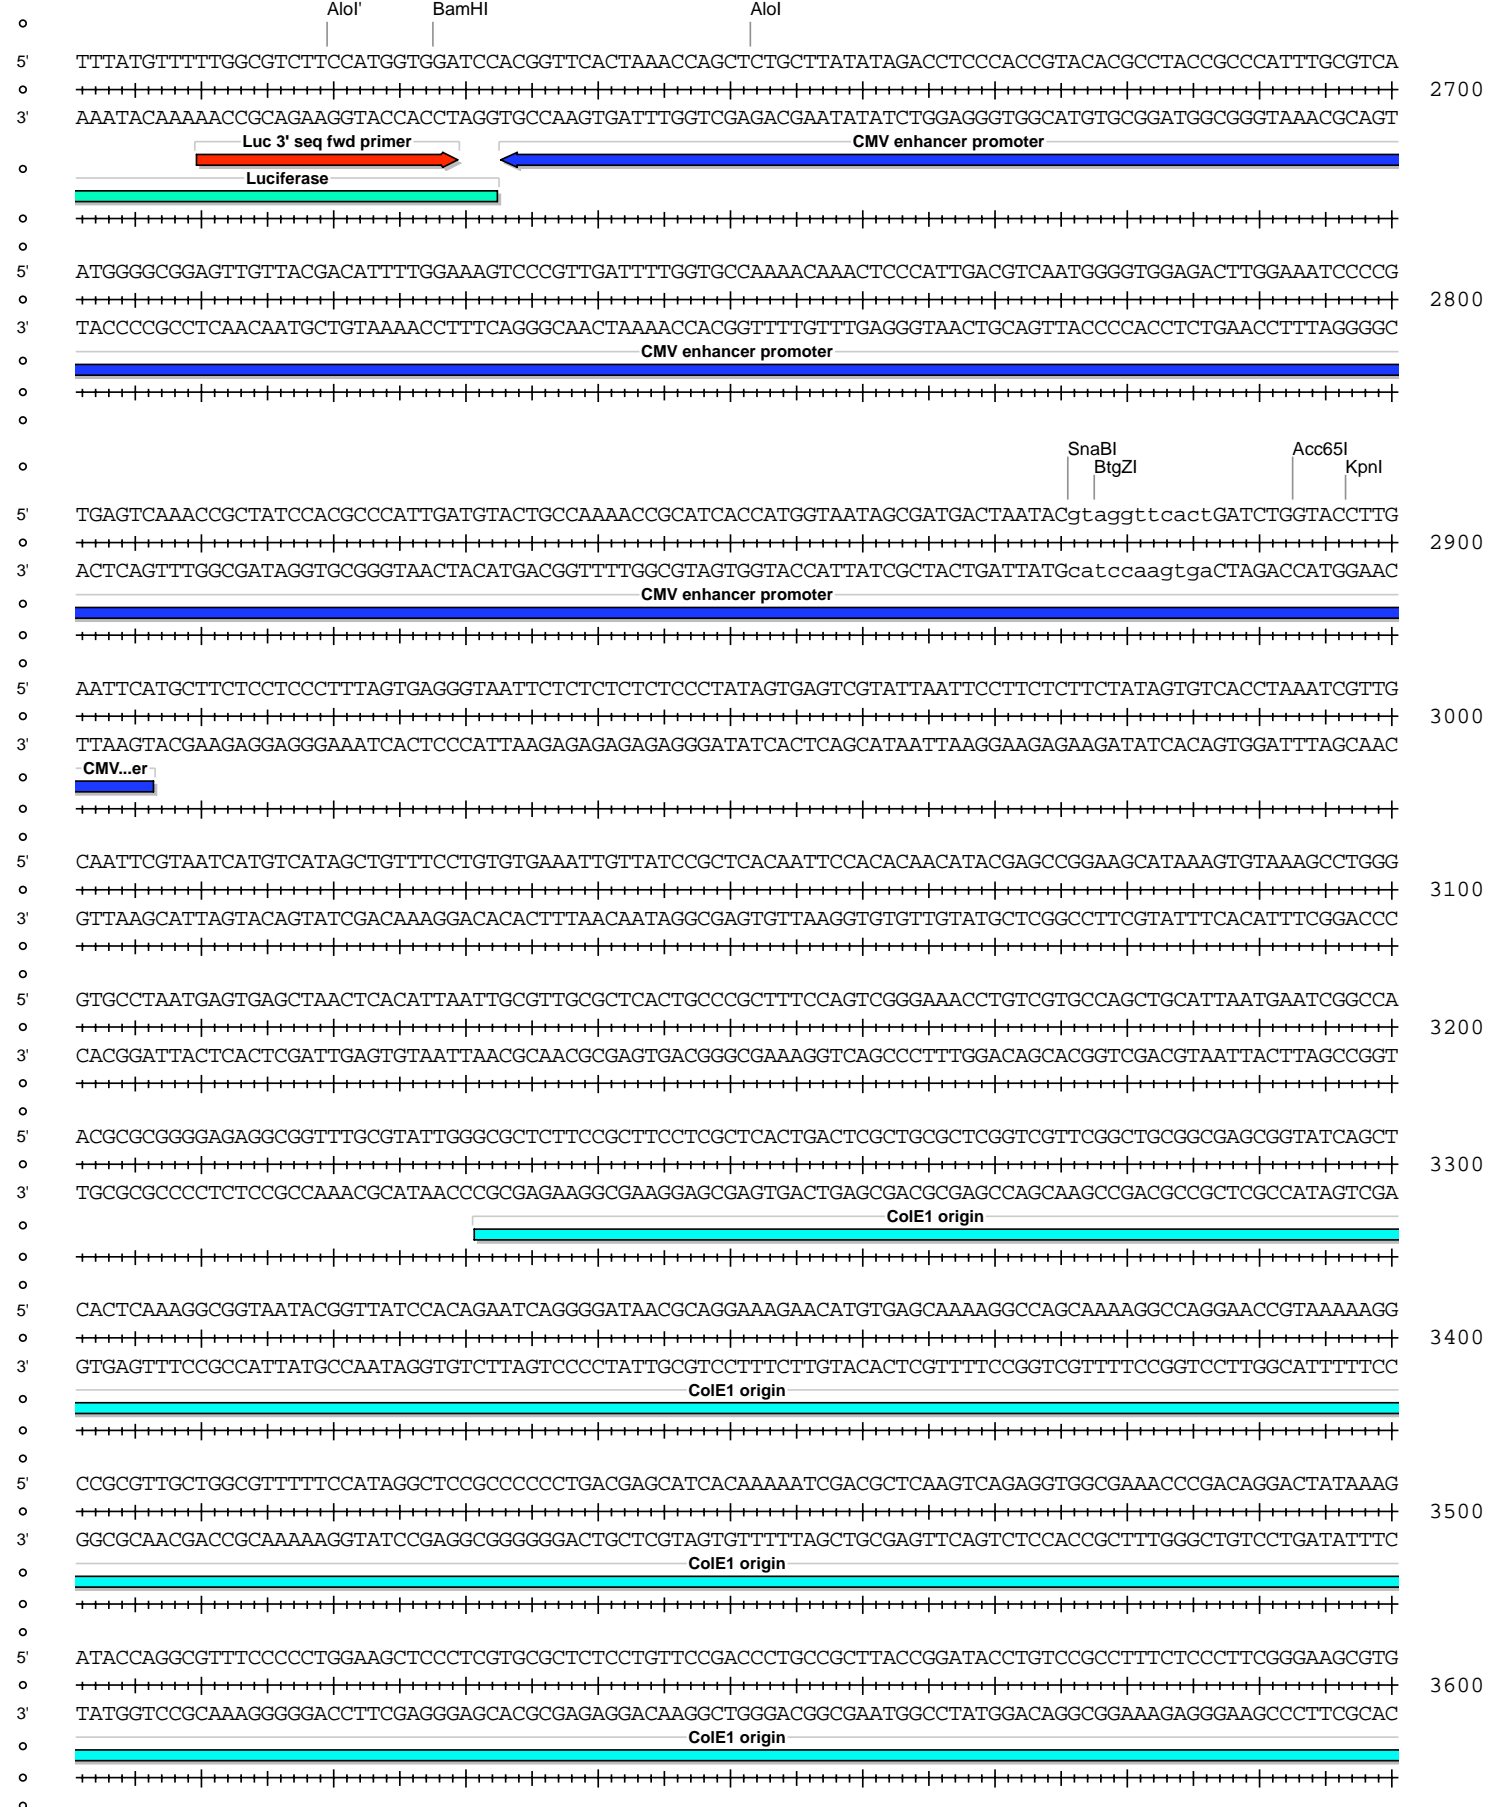 AloI' BamHI AloI
5' TTTATGTTTTTGGCGTCTTCCATGGTGGATCCACGGTTCACTAAACCAGCTCTGCTTATATAGACCTCCCACCGTACACGCCTACCGCCCATTTGCGTCA
2700
3' AAATACAAAAACCGCAGAAGGTACCACCTAGGTGCCAAGTGATTTGGTCGAGACGAATATATCTGGAGGGTGGCATGTGCGGATGGCGGGTAAACGCAGT
Luc 3' seq fwd primer CMV enhancer promoter
Luciferase
5' ATGGGGCGGAGTTGTTACGACATTTTGGAAAGTCCCGTTGATTTTGGTGCCAAAACAAACTCCCATTGACGTCAATGGGGTGGAGACTTGGAAATCCCCG
2800
3' TACCCCGCCTCAACAATGCTGTAAAACCTTTCAGGGCAACTAAAACCACGGTTTTGTTTGAGGGTAACTGCAGTTACCCCACCTCTGAACCTTTAGGGGC
CMV enhancer promoter
SnaBI Acc65I
BtgZI KpnI
5' TGAGTCAAACCGCTATCCACGCCCATTGATGTACTGCCAAAACCGCATCACCATGGTAATAGCGATGACTAATACgtaggttcactGATCTGGTACCTTG
2900
3' ACTCAGTTTGGCGATAGGTGCGGGTAACTACATGACGGTTTTGGCGTAGTGGTACCATTATCGCTACTGATTATGcatccaagtgaCTAGACCATGGAAC
CMV enhancer promoter
5' AATTCATGCTTCTCCTCCCTTTAGTGAGGGTAATTCTCTCTCTCTCCCTATAGTGAGTCGTATTAATTCCTTCTCTTCTATAGTGTCACCTAAATCGTTG
3000
3' TTAAGTACGAAGAGGAGGGAAATCACTCCCATTAAGAGAGAGAGAGGGATATCACTCAGCATAATTAAGGAAGAGAAGATATCACAGTGGATTTAGCAAC
CMV...er
5' CAATTCGTAATCATGTCATAGCTGTTTCCTGTGTGAAATTGTTATCCGCTCACAATTCCACACAACATACGAGCCGGAAGCATAAAGTGTAAAGCCTGGG
3100
3' GTTAAGCATTAGTACAGTATCGACAAAGGACACACTTTAACAATAGGCGAGTGTTAAGGTGTGTTGTATGCTCGGCCTTCGTATTTCACATTTCGGACCC
5' GTGCCTAATGAGTGAGCTAACTCACATTAATTGCGTTGCGCTCACTGCCCGCTTTCCAGTCGGGAAACCTGTCGTGCCAGCTGCATTAATGAATCGGCCA
3200
3' CACGGATTACTCACTCGATTGAGTGTAATTAACGCAACGCGAGTGACGGGCGAAAGGTCAGCCCTTTGGACAGCACGGTCGACGTAATTACTTAGCCGGT
5' ACGCGCGGGGAGAGGCGGTTTGCGTATTGGGCGCTCTTCCGCTTCCTCGCTCACTGACTCGCTGCGCTCGGTCGTTCGGCTGCGGCGAGCGGTATCAGCT
3300
3' TGCGCGCCCCTCTCCGCCAAACGCATAACCCGCGAGAAGGCGAAGGAGCGAGTGACTGAGCGACGCGAGCCAGCAAGCCGACGCCGCTCGCCATAGTCGA
ColE1 origin
5' CACTCAAAGGCGGTAATACGGTTATCCACAGAATCAGGGGATAACGCAGGAAAGAACATGTGAGCAAAAGGCCAGCAAAAGGCCAGGAACCGTAAAAAGG
3400
3' GTGAGTTTCCGCCATTATGCCAATAGGTGTCTTAGTCCCCTATTGCGTCCTTTCTTGTACACTCGTTTTCCGGTCGTTTTCCGGTCCTTGGCATTTTTCC
ColE1 origin
5' CCGCGTTGCTGGCGTTTTTCCATAGGCTCCGCCCCCCTGACGAGCATCACAAAAATCGACGCTCAAGTCAGAGGTGGCGAAACCCGACAGGACTATAAAG
3500
3' GGCGCAACGACCGCAAAAAGGTATCCGAGGCGGGGGGACTGCTCGTAGTGTTTTTAGCTGCGAGTTCAGTCTCCACCGCTTTGGGCTGTCCTGATATTTC
ColE1 origin
5' ATACCAGGCGTTTCCCCCTGGAAGCTCCCTCGTGCGCTCTCCTGTTCCGACCCTGCCGCTTACCGGATACCTGTCCGCCTTTCTCCCTTCGGGAAGCGTG
3600
3' TATGGTCCGCAAAGGGGGACCTTCGAGGGAGCACGCGAGAGGACAAGGCTGGGACGGCGAATGGCCTATGGACAGGCGGAAAGAGGGAAGCCCTTCGCAC
ColE1 origin